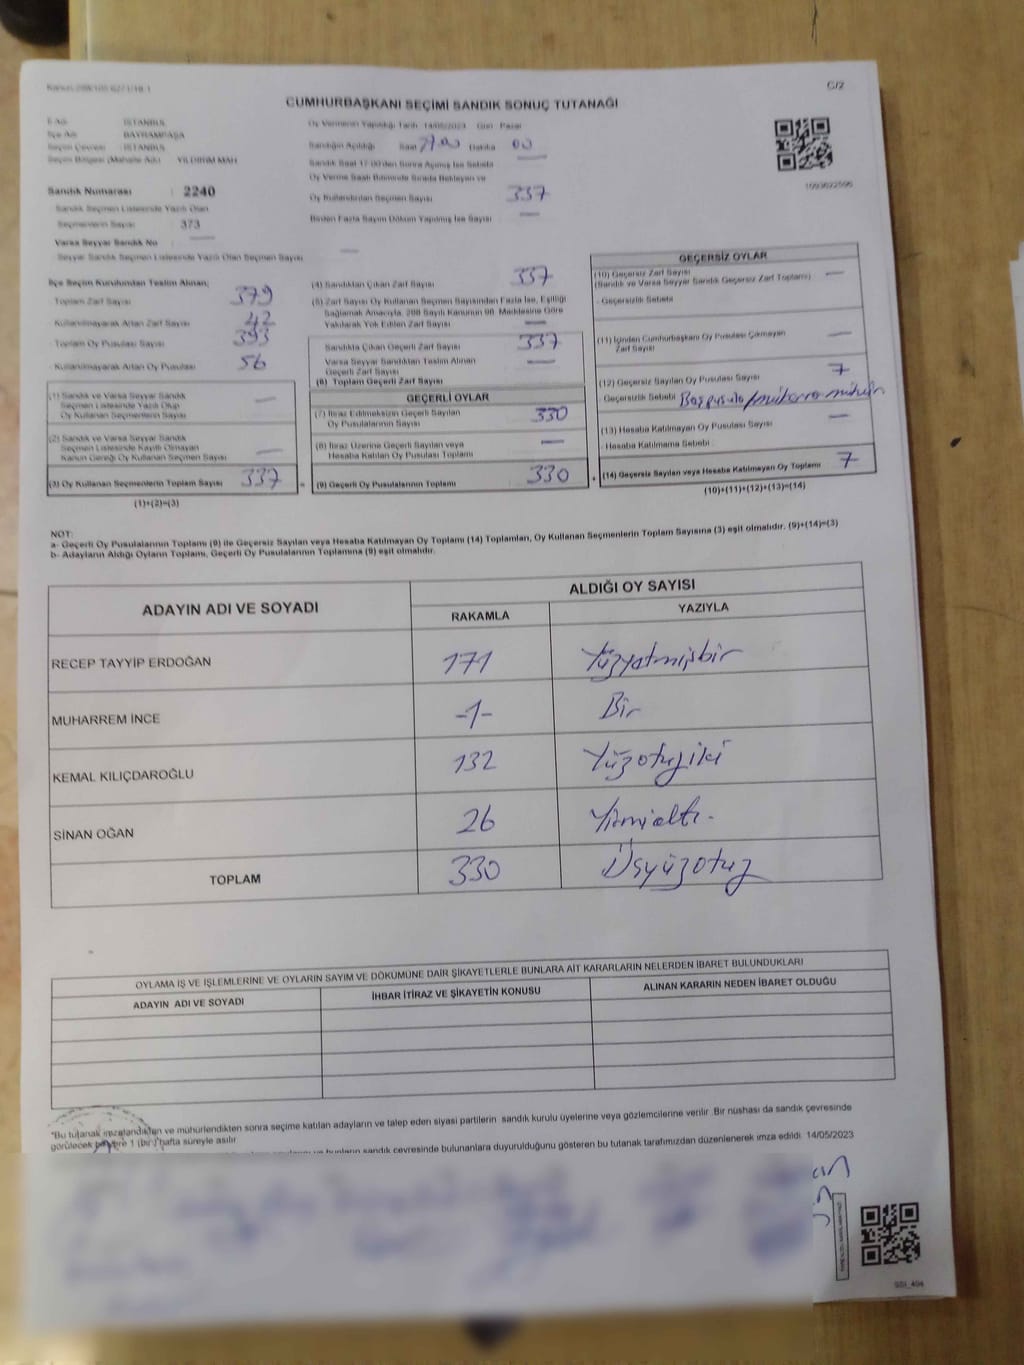 C/2
CUMHURBAŞKANI SEÇİMİ SANDIK SONUÇ TUTANAĞI
İl Adı : İSTANBUL
İlçe Adı : BAYRAMPAŞA
Seçim Çevresi : İSTANBUL
Seçim Bölgesi (Mahalle Adı) : YILDIRIM MAH.
Sandık Numarası : 2240
Sandık Seçmen Listesinde Yazılı Olan
Seçmenlerin Sayısı : 373
Varsa Seyyar Sandık No : —
Seyyar Sandık Seçmen Listesinde Yazılı Olan Seçmen Sayısı —
Oy Vermenin Yapıldığı Tarih 14/05/2023 Gün Pazar
Sandığın Açıldığı Saat 17.00 Dakika 00
Sandık Saat 17:00'den Sonra Açılmış İse Sebebi —
Oy Verme Saati Bitiminde Sırada Bekleyen ve
Oy Kullandırılan Seçmen Sayısı 337
Birden Fazla Sayım Döküm Yapılmış İse Sayısı —
1093622596
İlçe Seçim Kurulundan Teslim Alınan;
Toplam Zarf Sayısı 379
Kullanılmayarak Artan Zarf Sayısı 42
Toplam Oy Pusulası Sayısı 393
Kullanılmayarak Artan Oy Pusulası 56
(1) Sandık ve Varsa Seyyar Sandık
Seçmen Listesinde Yazılı Olup
Oy Kullanan Seçmenlerin Sayısı —
(2) Sandık ve Varsa Seyyar Sandık
Seçmen Listesinde Kayıtlı Olmayan
Kanun Gereği Oy Kullanan Seçmen Sayısı —
(3) Oy Kullanan Seçmenlerin Toplam Sayısı 337
(1)+(2)=(3)
(4) Sandıktan Çıkan Zarf Sayısı 337
(5) Zarf Sayısı Oy Kullanan Seçmen Sayısından Fazla İse, Eşitliği
Sağlamak Amacıyla, 298 Sayılı Kanunun 98. Maddesine Göre
Yakılarak Yok Edilen Zarf Sayısı —
Sandıkta Çıkan Geçerli Zarf Sayısı 337
Varsa Seyyar Sandıktan Teslim Alınan
Geçerli Zarf Sayısı —
(6) Toplam Geçerli Zarf Sayısı
GEÇERLİ OYLAR
(7) İtiraz Edilmeksizin Geçerli Sayılan
Oy Pusulasının Sayısı 330
(8) İtiraz Üzerine Geçerli Sayılan veya
Hesaba Katılan Oy Pusulası Toplamı —
= (9) Geçerli Oy Pusulalarının Toplamı 330
GEÇERSİZ OYLAR
(10) Geçersiz Zarf Sayısı
(Sandık ve Varsa Seyyar Sandık Geçersiz Zarf Toplamı) —
Geçersizlik Sebebi
(11) İçinden Cumhurbaşkanı Oy Pusulası Çıkmayan
Zarf Sayısı —
(12) Geçersiz Sayılan Oy Pusulası Sayısı 7
Geçersizlik Sebebi
(13) Hesaba Katılmayan Oy Pusulası Sayısı —
Hesaba Katılmama Sebebi :
+ (14) Geçersiz Sayılan veya Hesaba Katılmayan Oy Toplamı 7
(10)+(11)+(12)+(13)=(14)
NOT:
a- Geçerli Oy Pusulalarının Toplamı (9) ile Geçersiz Sayılan veya Hesaba Katılmayan Oy Toplamı (14) Toplamları, Oy Kullanan Seçmenlerin Toplam Sayısına (3) eşit olmalıdır. (9)+(14)=(3)
b- Adayların Aldığı Oyların Toplamı, Geçerli Oy Pusulalarının Toplamına (9) eşit olmalıdır.
ADAYIN ADI VE SOYADI ALDIĞI OY SAYISI
RAKAMLA YAZIYLA
RECEP TAYYİP ERDOĞAN 171 Yüzyetmişbir
MUHARREM İNCE -1- Bir
KEMAL KILIÇDAROĞLU 132 Yüzotuziki
SİNAN OĞAN 26 Yirmialtı.
TOPLAM 330 Üçyüzotuz
OYLAMA İŞ VE İŞLEMLERİNE VE OYLARIN SAYIM VE DÖKÜMÜNE DAİR ŞİKAYETLERLE BUNLARA AİT KARARLARIN NELERDEN İBARET BULUNDUKLARI
ADAYIN ADI VE SOYADI İHBAR İTİRAZ VE ŞİKAYETİN KONUSU ALINAN KARARIN NEDEN İBARET OLDUĞU
*Bu tutanak imzalandıktan ve mühürlendikten sonra seçime katılan adayların ve talep eden siyasi partilerin sandık kurulu üyelerine veya gözlemcilerine verilir. Bir nüshası da sandık çevresinde
görülecek bir yere 1 (bir) hafta süreyle asılır.
bunların sandık çevresinde bulunanlara duyurulduğunu gösteren bu tutanak tarafımızdan düzenlenerek imza edildi. 14/05/2023